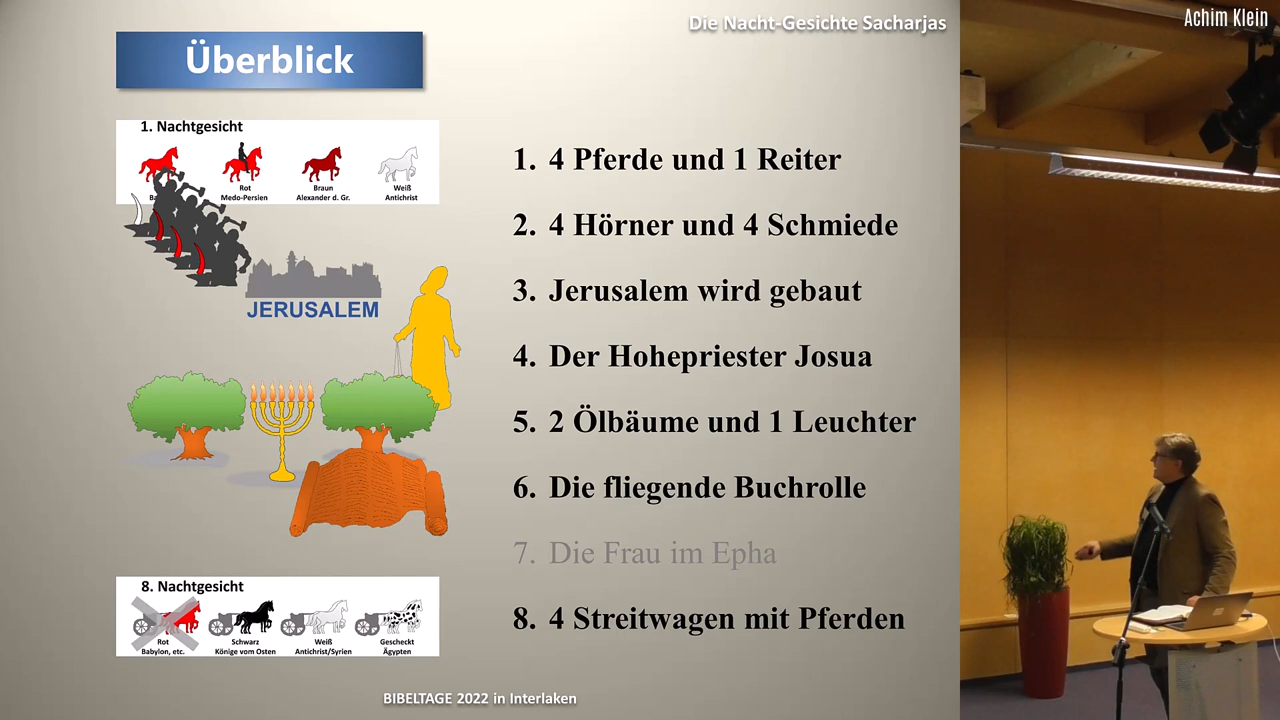 Die Nacht-Gesichte Sacharjas
Achim Klein
Überblick
1. Nachtgesicht
Rot
Medo-Persien
Braun
Alexander d. Gr.
Weiß
Antichrist
JERUSALEM
8. Nachtgesicht
Rot
Babylon, etc.
Schwarz
Könige vom Osten
Weiß
Antichrist/Syrien
Gescheckt
Ägypten
1. 4 Pferde und 1 Reiter
2. 4 Hörner und 4 Schmiede
3. Jerusalem wird gebaut
4. Der Hohepriester Josua
5. 2 Ölbäume und 1 Leuchter
6. Die fliegende Buchrolle
7. Die Frau im Epha
8. 4 Streitwagen mit Pferden
BIBELTAGE 2022 in Interlaken